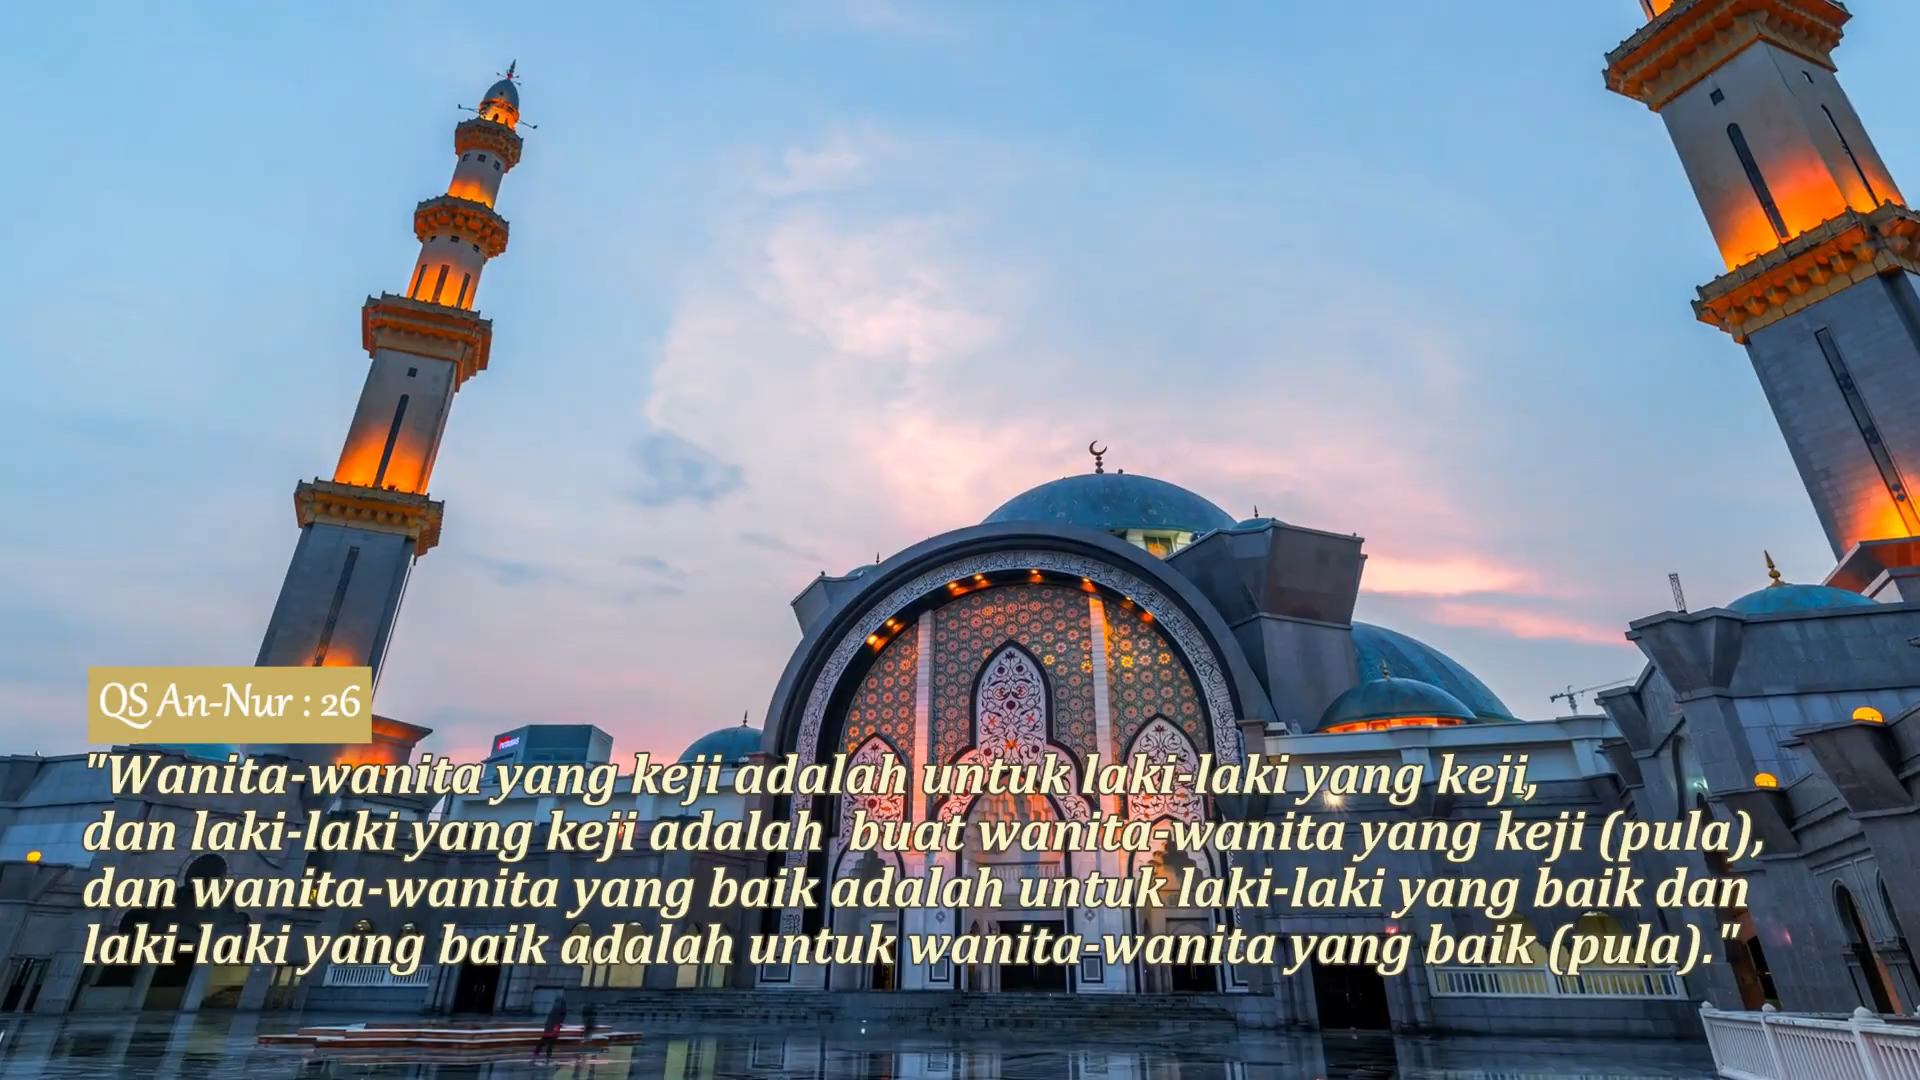 QS An-Nur : 26
"Wanita-wanita yang keji adalah untuk laki-laki yang keji,
dan laki-laki yang keji adalah  buat wanita-wanita yang keji (pula),
dan wanita-wanita yang baik adalah untuk laki-laki yang baik dan
laki-laki yang baik adalah untuk wanita-wanita yang baik (pula)."